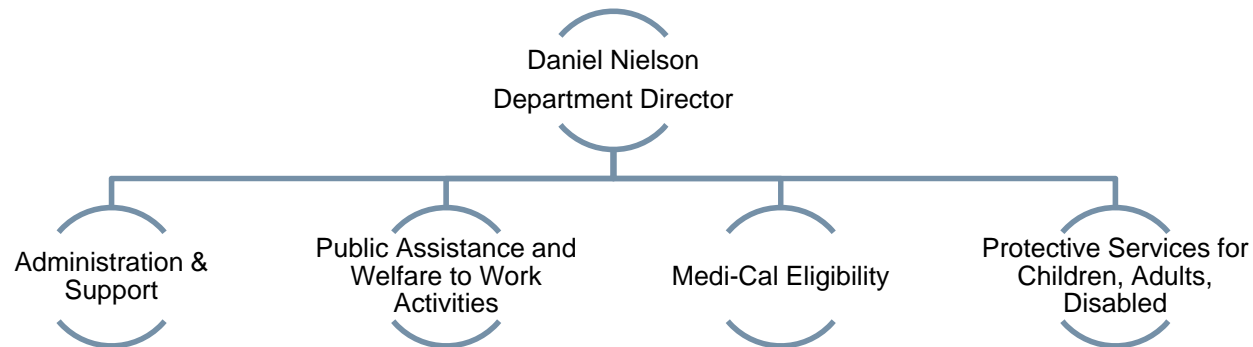 Daniel Nielson
Department Director
Administration &
Support
Public Assistance and
Welfare to Work
Activities
Medi-Cal Eligibility
Protective Services for
Children, Adults,
Disabled